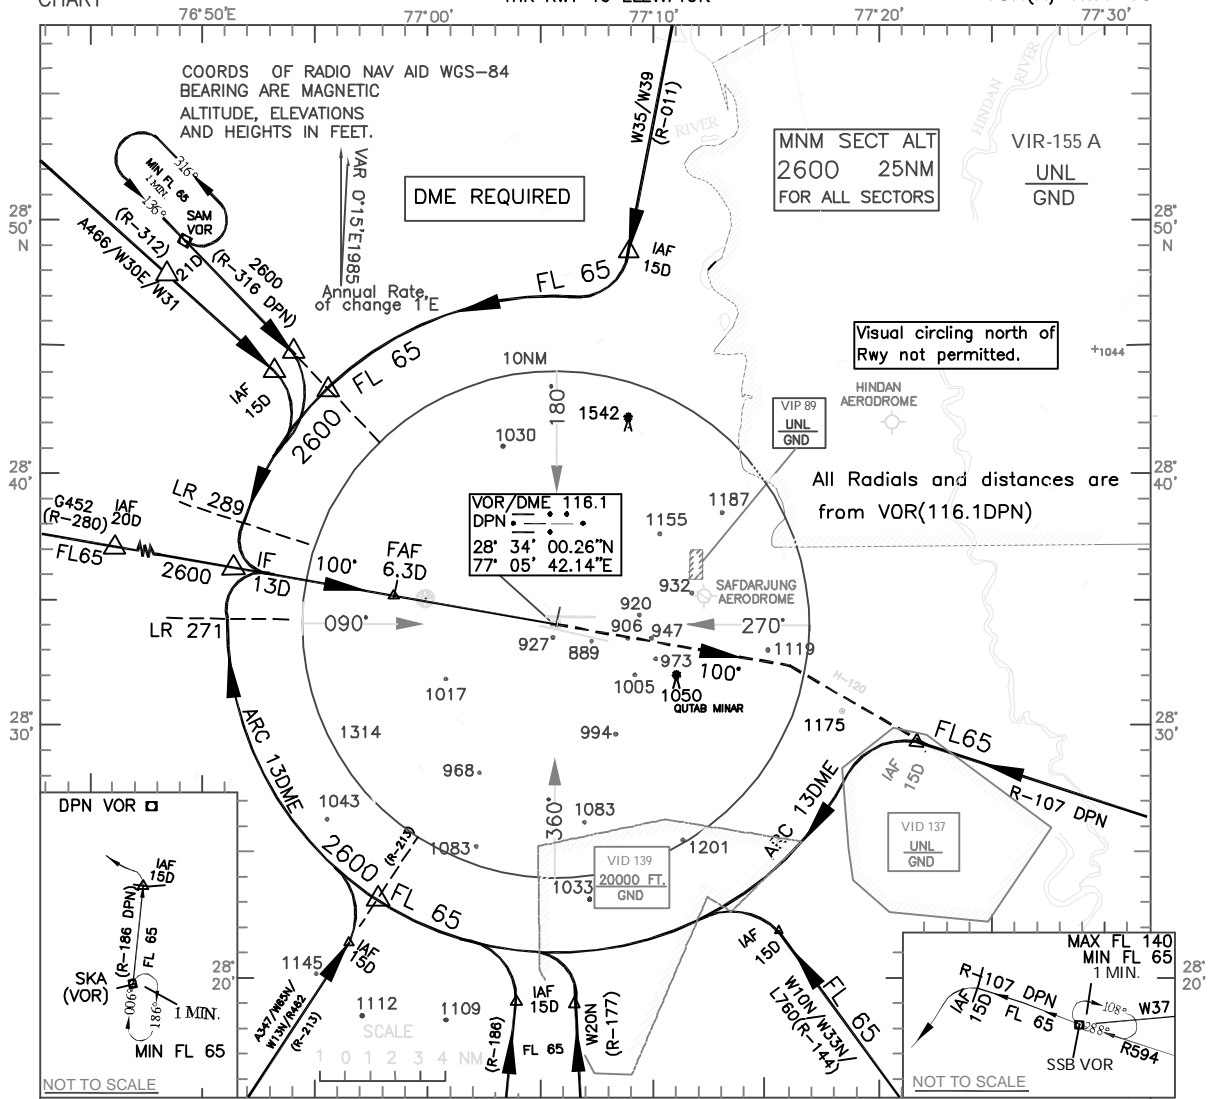 CHART
76°50'E
77°00'
77°10'
77°20'
77°30'
COORDS OF RADIO NAV AID WGS-84
BEARING ARE MAGNETIC
ALTITUDE, ELEVATIONS
AND HEIGHTS IN FEET.
VAR 0°15'E1985
Annual Rate
of change 1'E
DME REQUIRED
W35/W39
(R-011)
RIVER
HINDAN
RIVER
MNM SECT ALT
2600 25NM
FOR ALL SECTORS
VIR-155 A
UNL
GND
28°
50'
N
28°
50'
N
316°
MIN FL 65
1 MIN.
136°
SAM
VOR
(R-312)
21D
A466/W30E/W31
2600
(R-316 DPN)
IAF
15D
FL 65
IAF
15D
FL 65
2600
Visual circling north of
Rwy not permitted.
+1044
HINDAN
AERODROME
VIP 89
UNL
GND
10NM
180°
1542
1030
1187
1155
28°
40'
28°
40'
All Radials and distances are
from VOR(116.1DPN)
LR 289
G452
(R-280)
IAF
20D
FL65
2600
IF
13D
100°
FAF
6.3D
VOR/DME 116.1
DPN
28° 34' 00.26"N
77° 05' 42.14"E
932
SAFDARJUNG
AERODROME
920
906
947
927
889
973
270°
1119
090°
LR 271
100°
1005
1050
QUTAB MINAR
1017
H-120
1175
1314
994
968
28°
30'
28°
30'
ARC 13DME
FL65
IAF
15D
R-107 DPN
ARC 13DME
1043
1083
(R-213)
360°
1083
1201
1033
VID 139
20000 FT.
GND
VID 137
UNL
GND
2600
FL 65
IAF
15D
1145
1112
1109
A347/W65N/
W13N/R462
(R-213)
SCALE
1 0 1 2 3 4 NM
(R-186)
IAF
15D
FL 65
W20N
(R-177)
IAF
15D
W10N/W33N/
L760(R-144)
FL 65
28°
20'
28°
20'
DPN VOR
IAF
15D
(R-186 DPN)
FL 65
SKA
(VOR)
006°
186°
1 MIN.
MIN FL 65
NOT TO SCALE
MAX FL 140
MIN FL 65
1 MIN.
R-107 DPN
IAF
15D
FL 65
108°
288°
W37
R594
SSB VOR
NOT TO SCALE